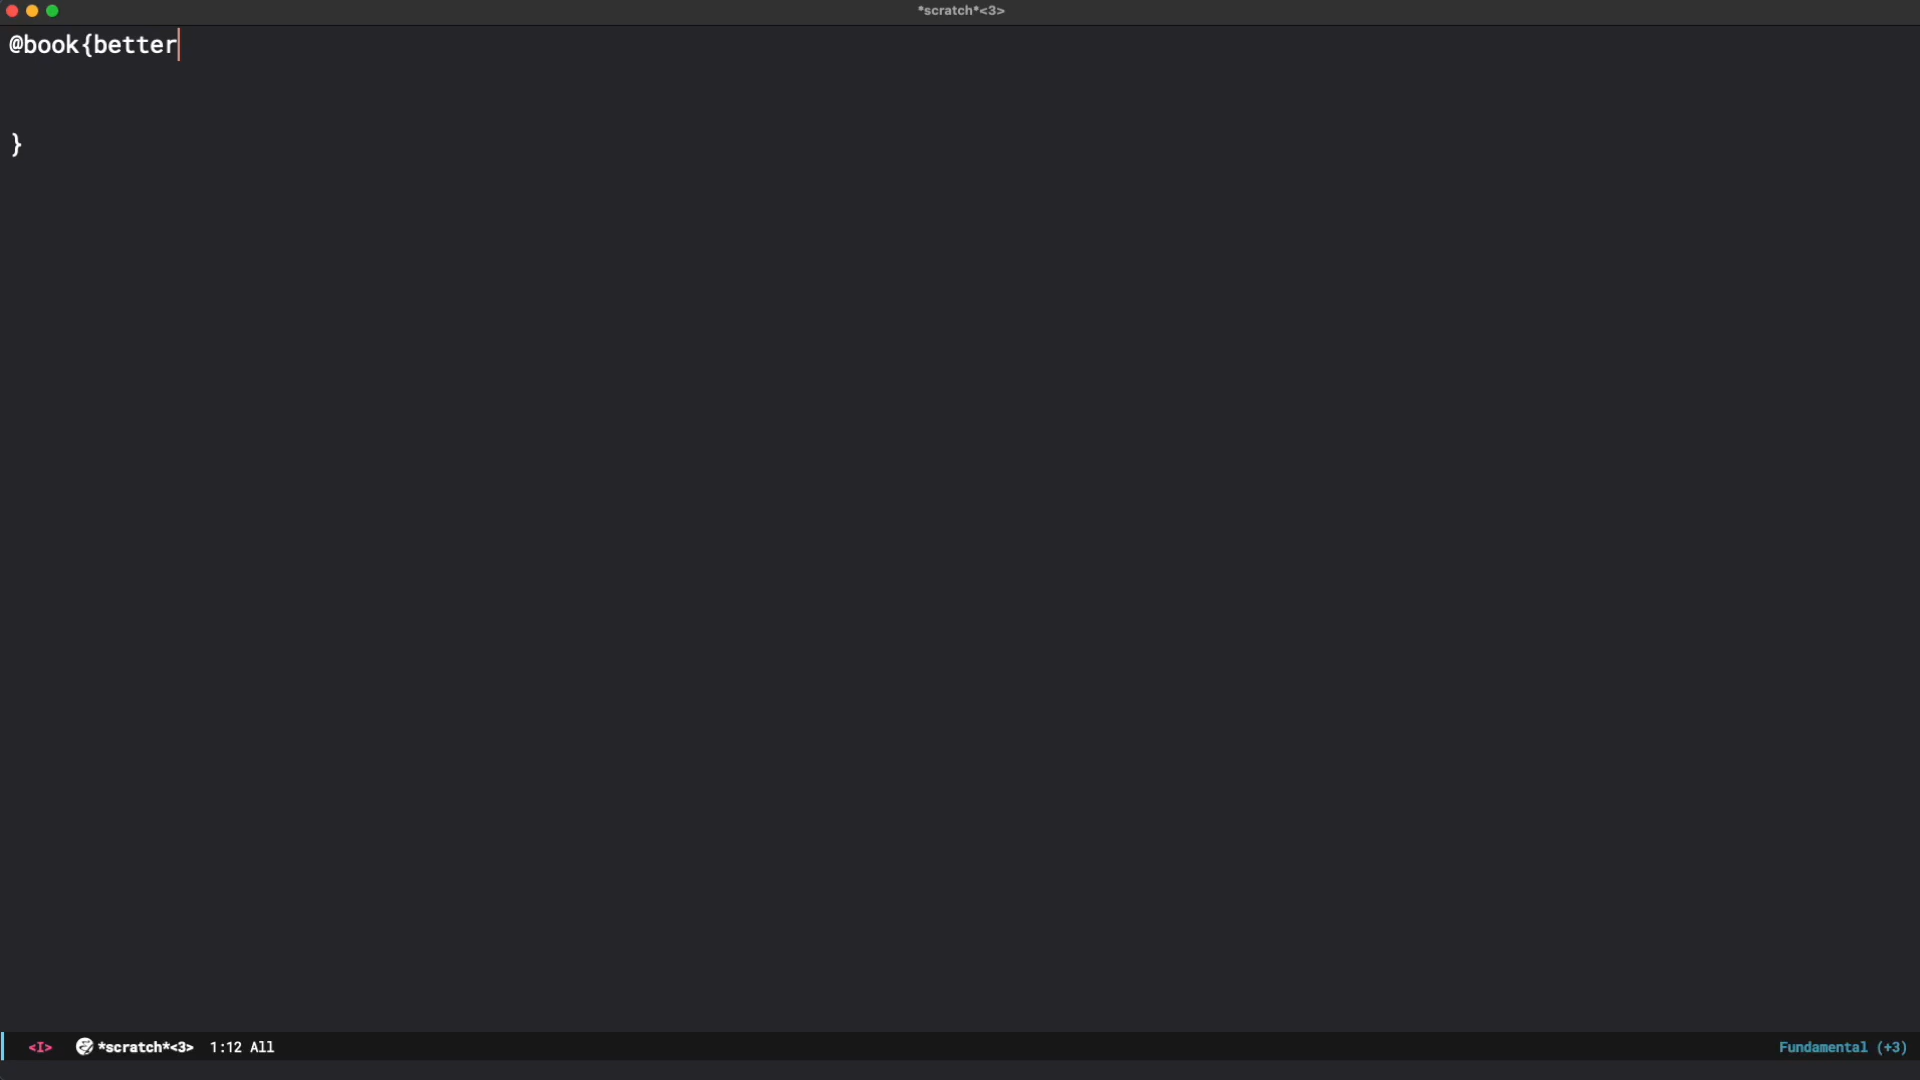 *scratch*<3>
@book{better
}
<I> *scratch*<3> 1:12 All Fundamental (+3)